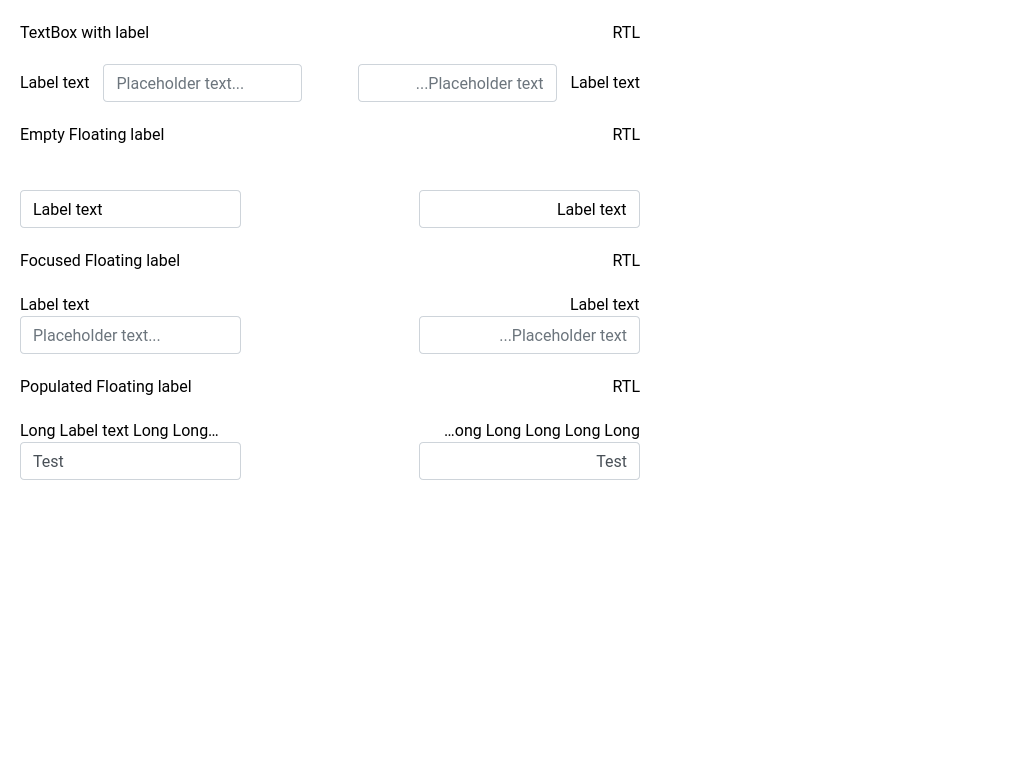 TextBox with label RTL
Label text Placeholder text... ...Placeholder text Label text
Empty Floating label RTL
Label text Label text
Focused Floating label RTL
Label text Label text
Placeholder text... ...Placeholder text
Populated Floating label RTL
Long Label text Long Long... ...ong Long Long Long Long
Test Test